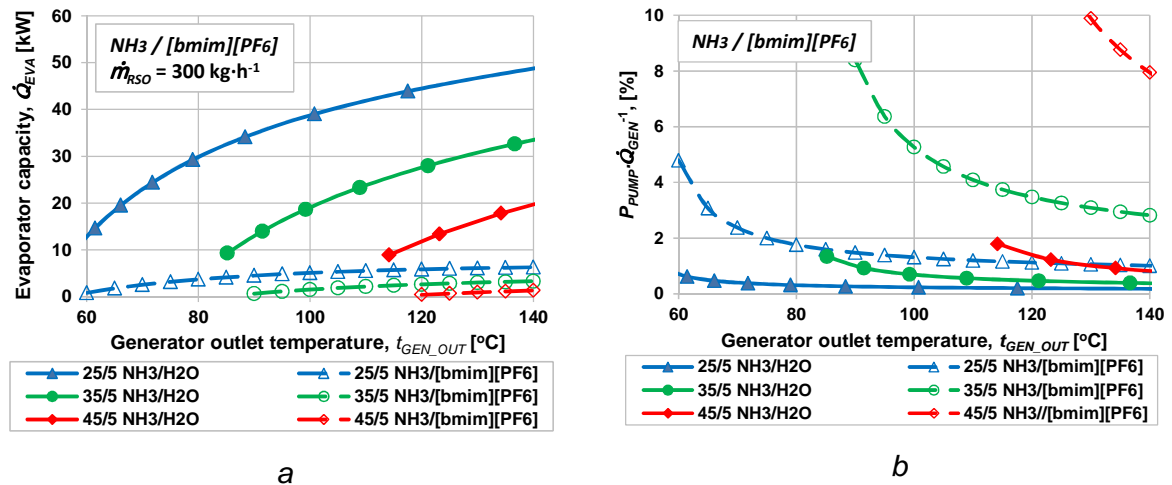 Evaporator capacity, Q̇EVA [kW]
60
50
40
30
20
10
0
NH3 / [bmim][PF6]
ṁRSO = 300 kg·h-1
60 80 100 120 140
Generator outlet temperature, tGEN_OUT [oC]
25/5 NH3/H2O 25/5 NH3/[bmim][PF6]
35/5 NH3/H2O 35/5 NH3/[bmim][PF6]
45/5 NH3/H2O 45/5 NH3/[bmim][PF6]
a
PPUMP·Q̇GEN-1, [%]
10
8
6
4
2
0
NH3 / [bmim][PF6]
60 80 100 120 140
Generator outlet temperature, tGEN_OUT [oC]
25/5 NH3/H2O 25/5 NH3/[bmim][PF6]
35/5 NH3/H2O 35/5 NH3/[bmim][PF6]
45/5 NH3/H2O 45/5 NH3//[bmim][PF6]
b